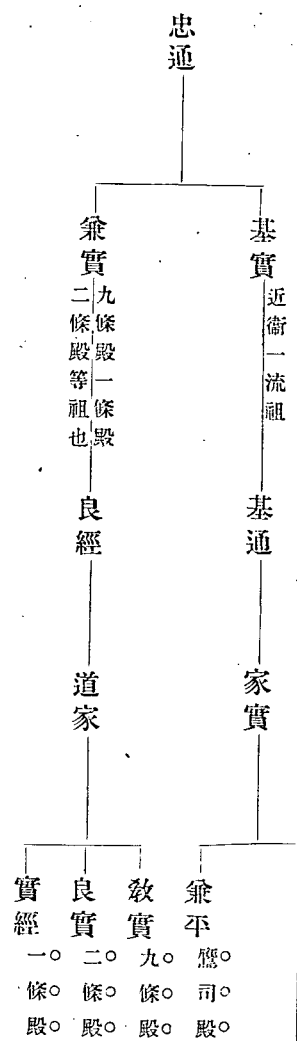 忠通
基實
近衞一流祖
基通
家實
兼平
鷹司殿
兼實
九條殿一條殿
二條殿等祖也
良經
道家
敎實
九條殿
良實
二條殿
實經
一條殿